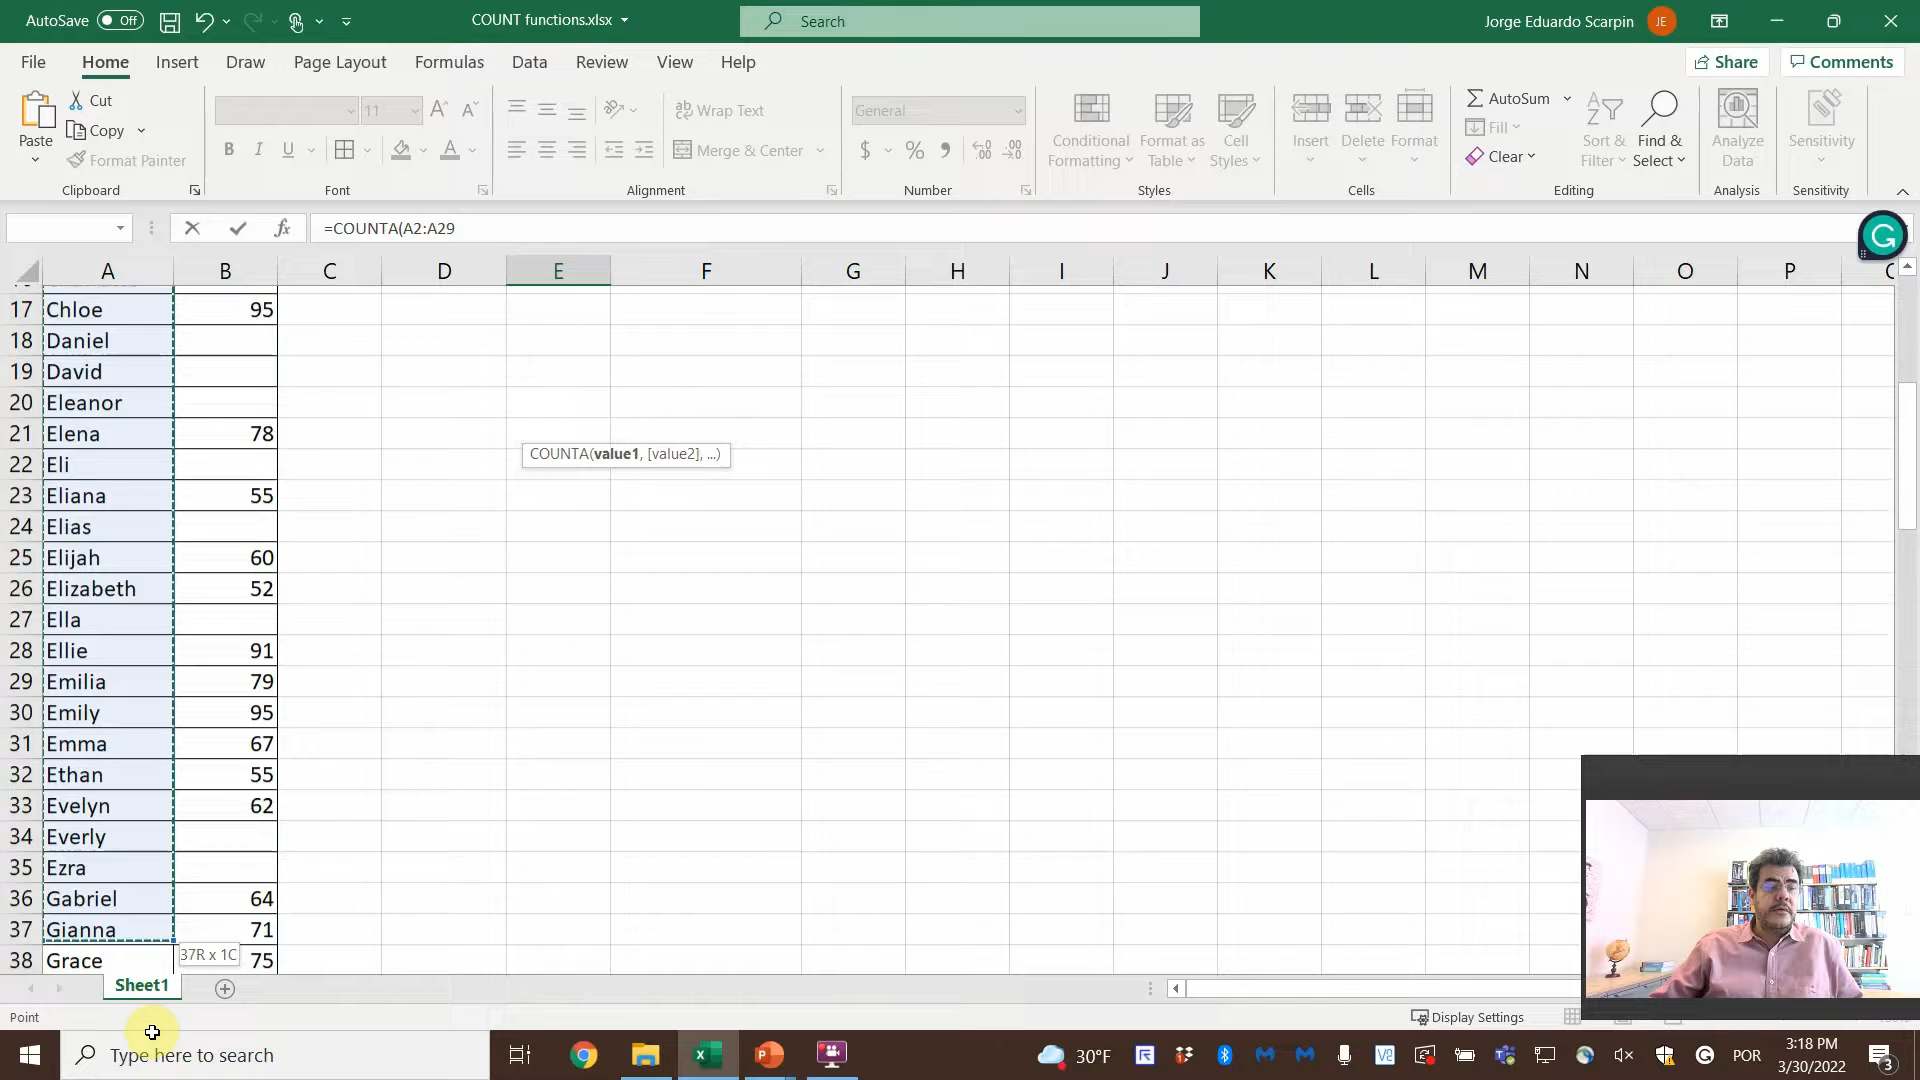 AutoSave Off
COUNT functions.xlsx
Search
Jorge Eduardo Scarpin JE
File Home Insert Draw Page Layout Formulas Data Review View Help
Share Comments
Paste
Cut
Copy
Format Painter
Clipboard
11
B I U
Font
Wrap Text
Merge & Center
Alignment
General
$ % 9
Number
Conditional Formatting
Format as Table
Cell Styles
Styles
Insert Delete Format
Cells
AutoSum
Fill
Clear
Sort & Filter
Find & Select
Editing
Analyze Data
Analysis
Sensitivity
Sensitivity
fx =COUNTA(A2:A29
A B C D E F G H I J K L M N O P
17 Chloe 95
18 Daniel
19 David
20 Eleanor
21 Elena 78
COUNTA(value1, [value2], ...)
22 Eli
23 Eliana 55
24 Elias
25 Elijah 60
26 Elizabeth 52
27 Ella
28 Ellie 91
29 Emilia 79
30 Emily 95
31 Emma 67
32 Ethan 55
33 Evelyn 62
34 Everly
35 Ezra
36 Gabriel 64
37 Gianna 71
37R x 1C
38 Grace 75
Sheet1
Point
Display Settings
Type here to search
30°F
POR
3:18 PM
3/30/2022
3